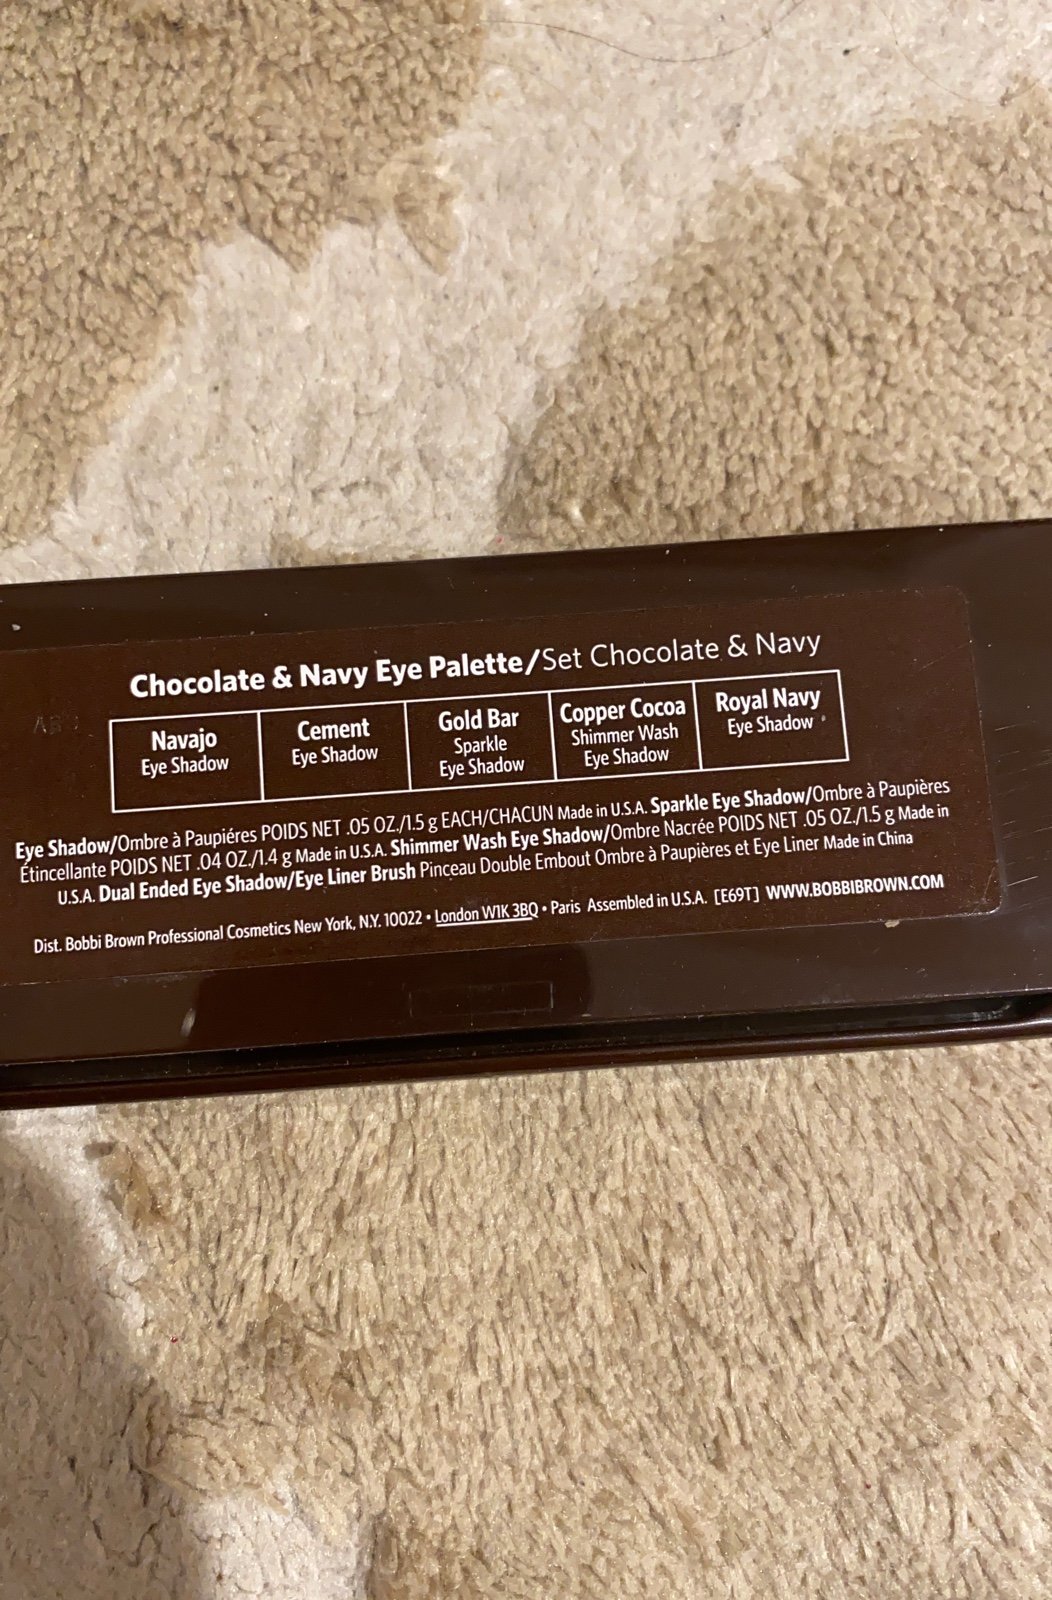 Chocolate & Navy Eye Palette/Set Chocolate & Navy
Navajo
Eye Shadow
Cement
Eye Shadow
Gold Bar
Sparkle
Eye Shadow
Copper Cocoa
Shimmer Wash
Eye Shadow
Royal Navy
Eye Shadow
Eye Shadow/Ombre à Paupiéres POIDS NET .05 OZ./1.5 g EACH/CHACUN Made in U.S.A. Sparkle Eye Shadow/Ombre à Paupières
Étincellante POIDS NET .04 OZ./1.4 g Made in U.S.A. Shimmer Wash Eye Shadow/Ombre Nacrée POIDS NET .05 OZ./1.5 g Made in
U.S.A. Dual Ended Eye Shadow/Eye Liner Brush Pinceau Double Embout Ombre à Paupières et Eye Liner Made in China
Dist. Bobbi Brown Professional Cosmetics New York, N.Y. 10022 • London W1K 3BQ • Paris Assembled in U.S.A. [E69T] WWW.BOBBIBROWN.COM